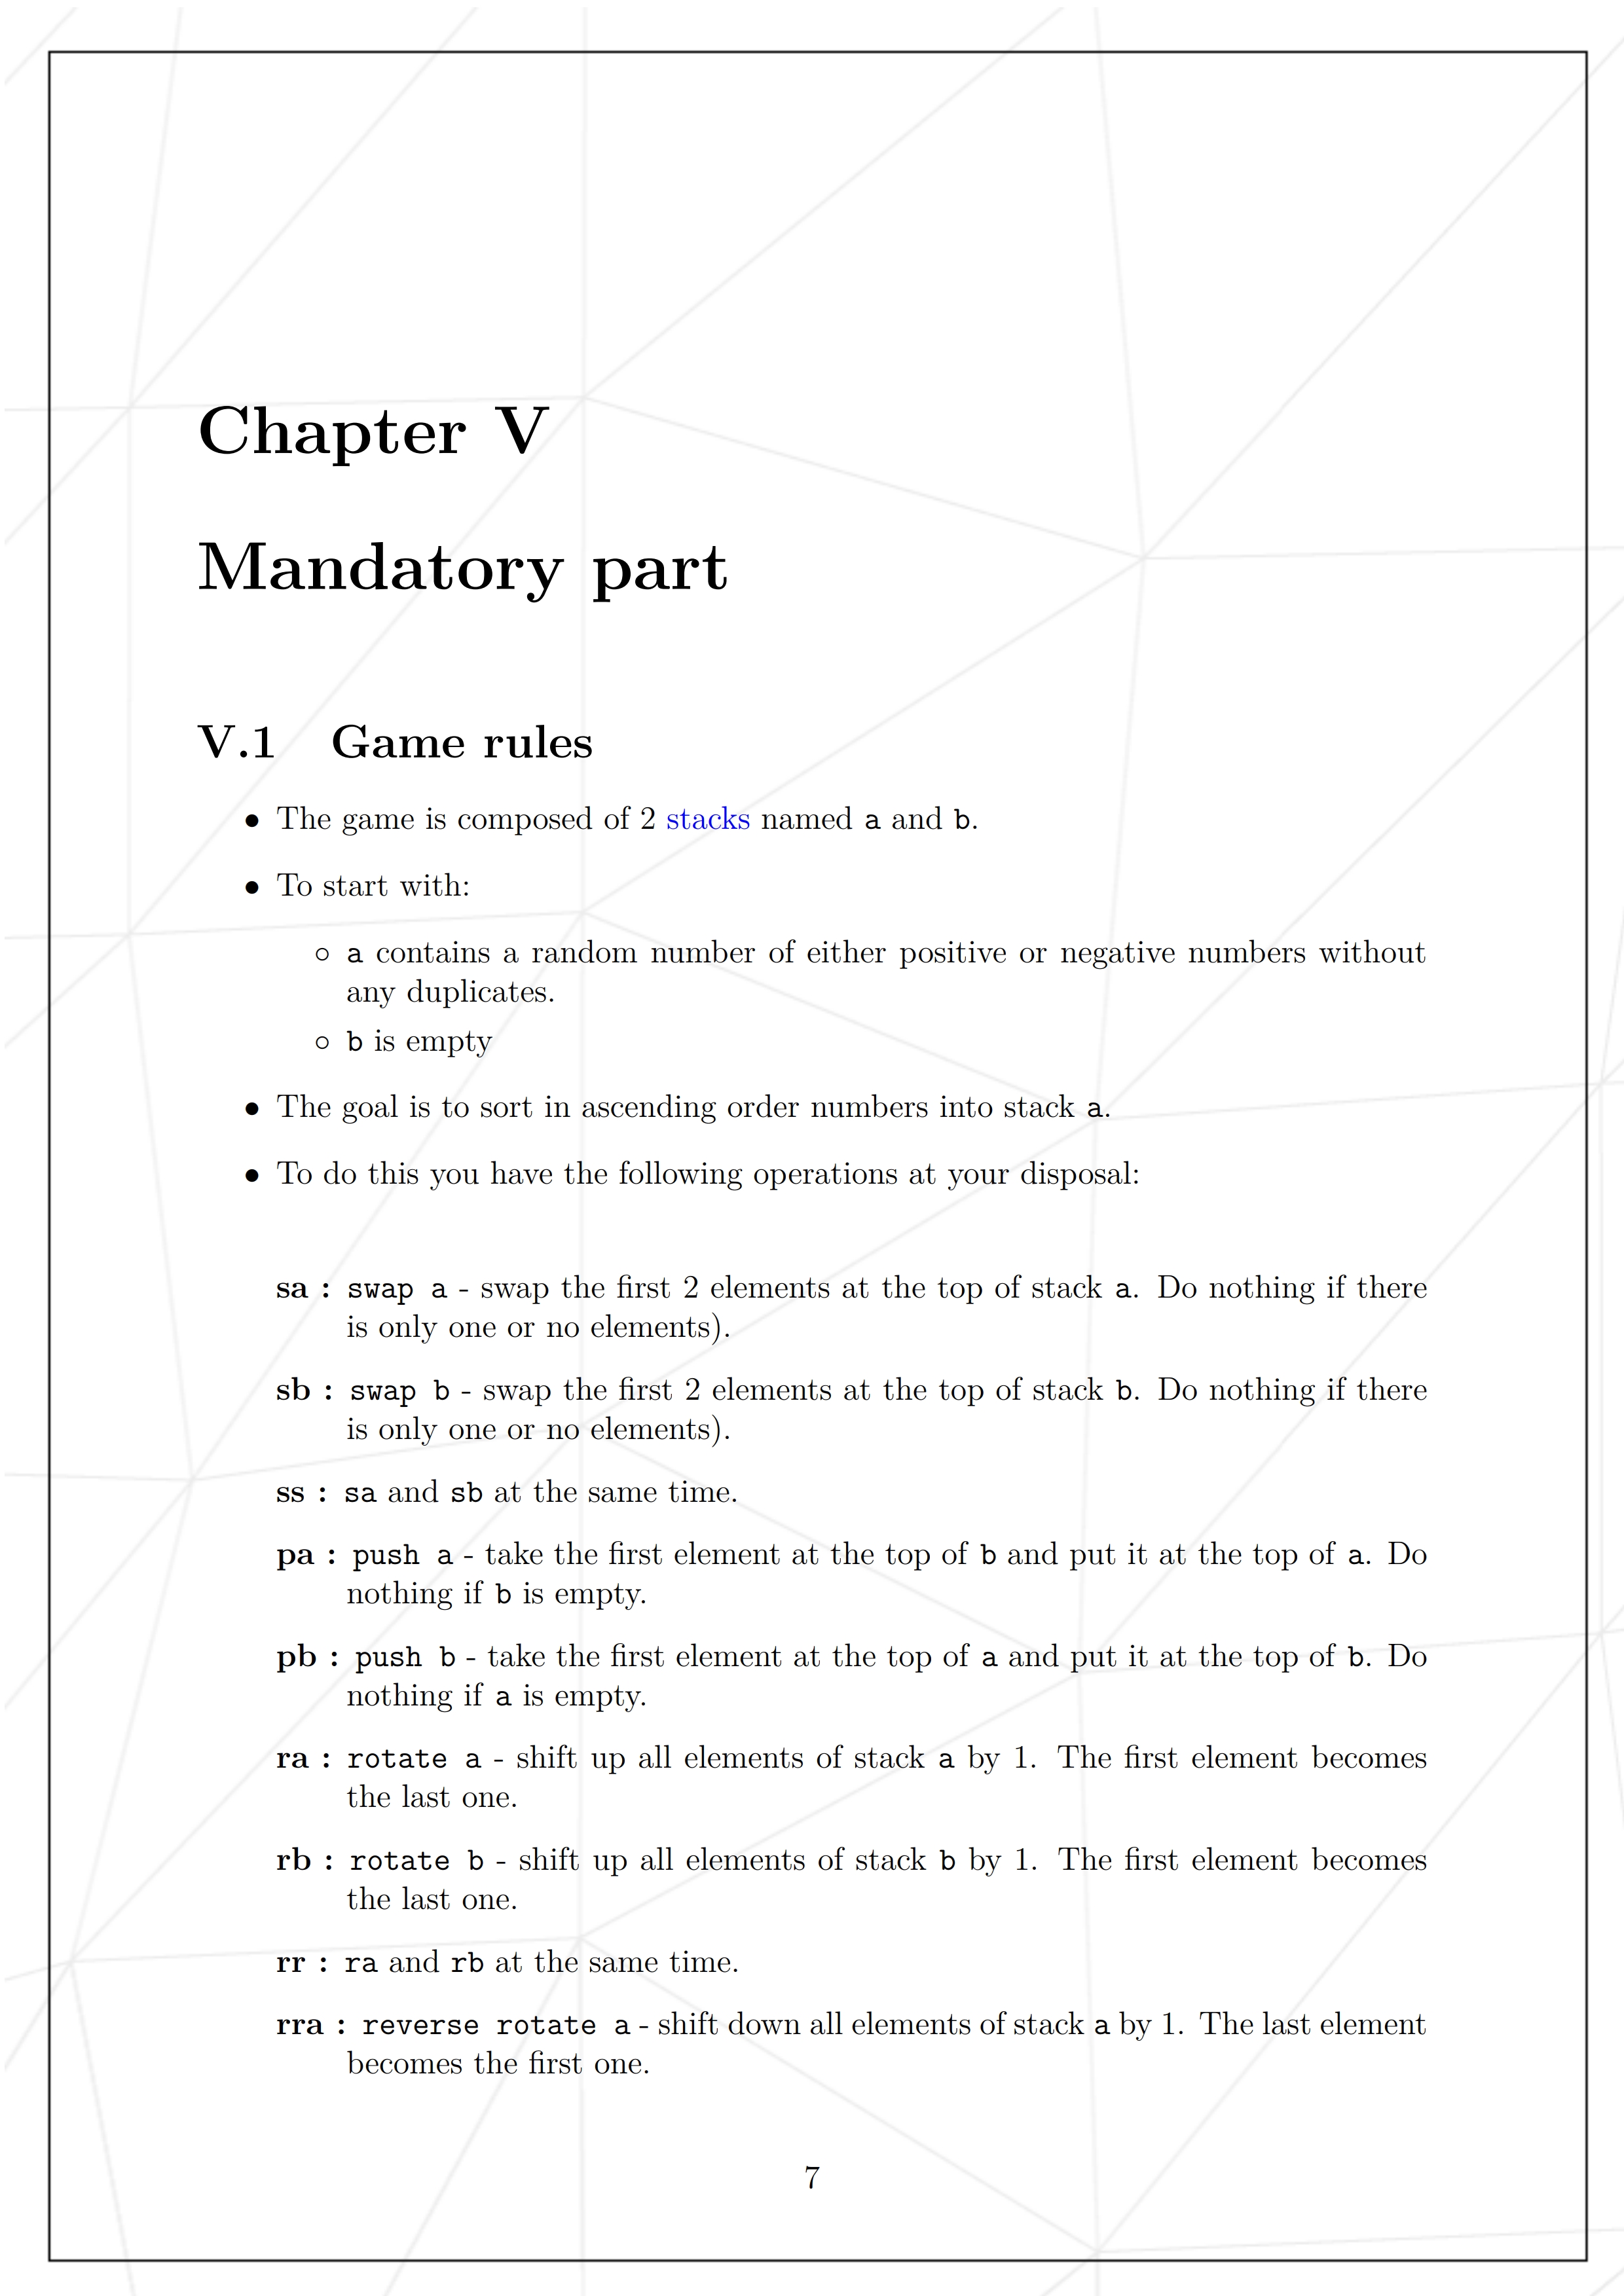 Chapter V
Mandatory part
V.1 Game rules
• The game is composed of 2 stacks named a and b.
• To start with:
◦ a contains a random number of either positive or negative numbers without
any duplicates.
◦ b is empty
• The goal is to sort in ascending order numbers into stack a.
• To do this you have the following operations at your disposal:
sa : swap a - swap the first 2 elements at the top of stack a. Do nothing if there
is only one or no elements).
sb : swap b - swap the first 2 elements at the top of stack b. Do nothing if there
is only one or no elements).
ss : sa and sb at the same time.
pa : push a - take the first element at the top of b and put it at the top of a. Do
nothing if b is empty.
pb : push b - take the first element at the top of a and put it at the top of b. Do
nothing if a is empty.
ra : rotate a - shift up all elements of stack a by 1. The first element becomes
the last one.
rb : rotate b - shift up all elements of stack b by 1. The first element becomes
the last one.
rr : ra and rb at the same time.
rra : reverse rotate a - shift down all elements of stack a by 1. The last element
becomes the first one.
7